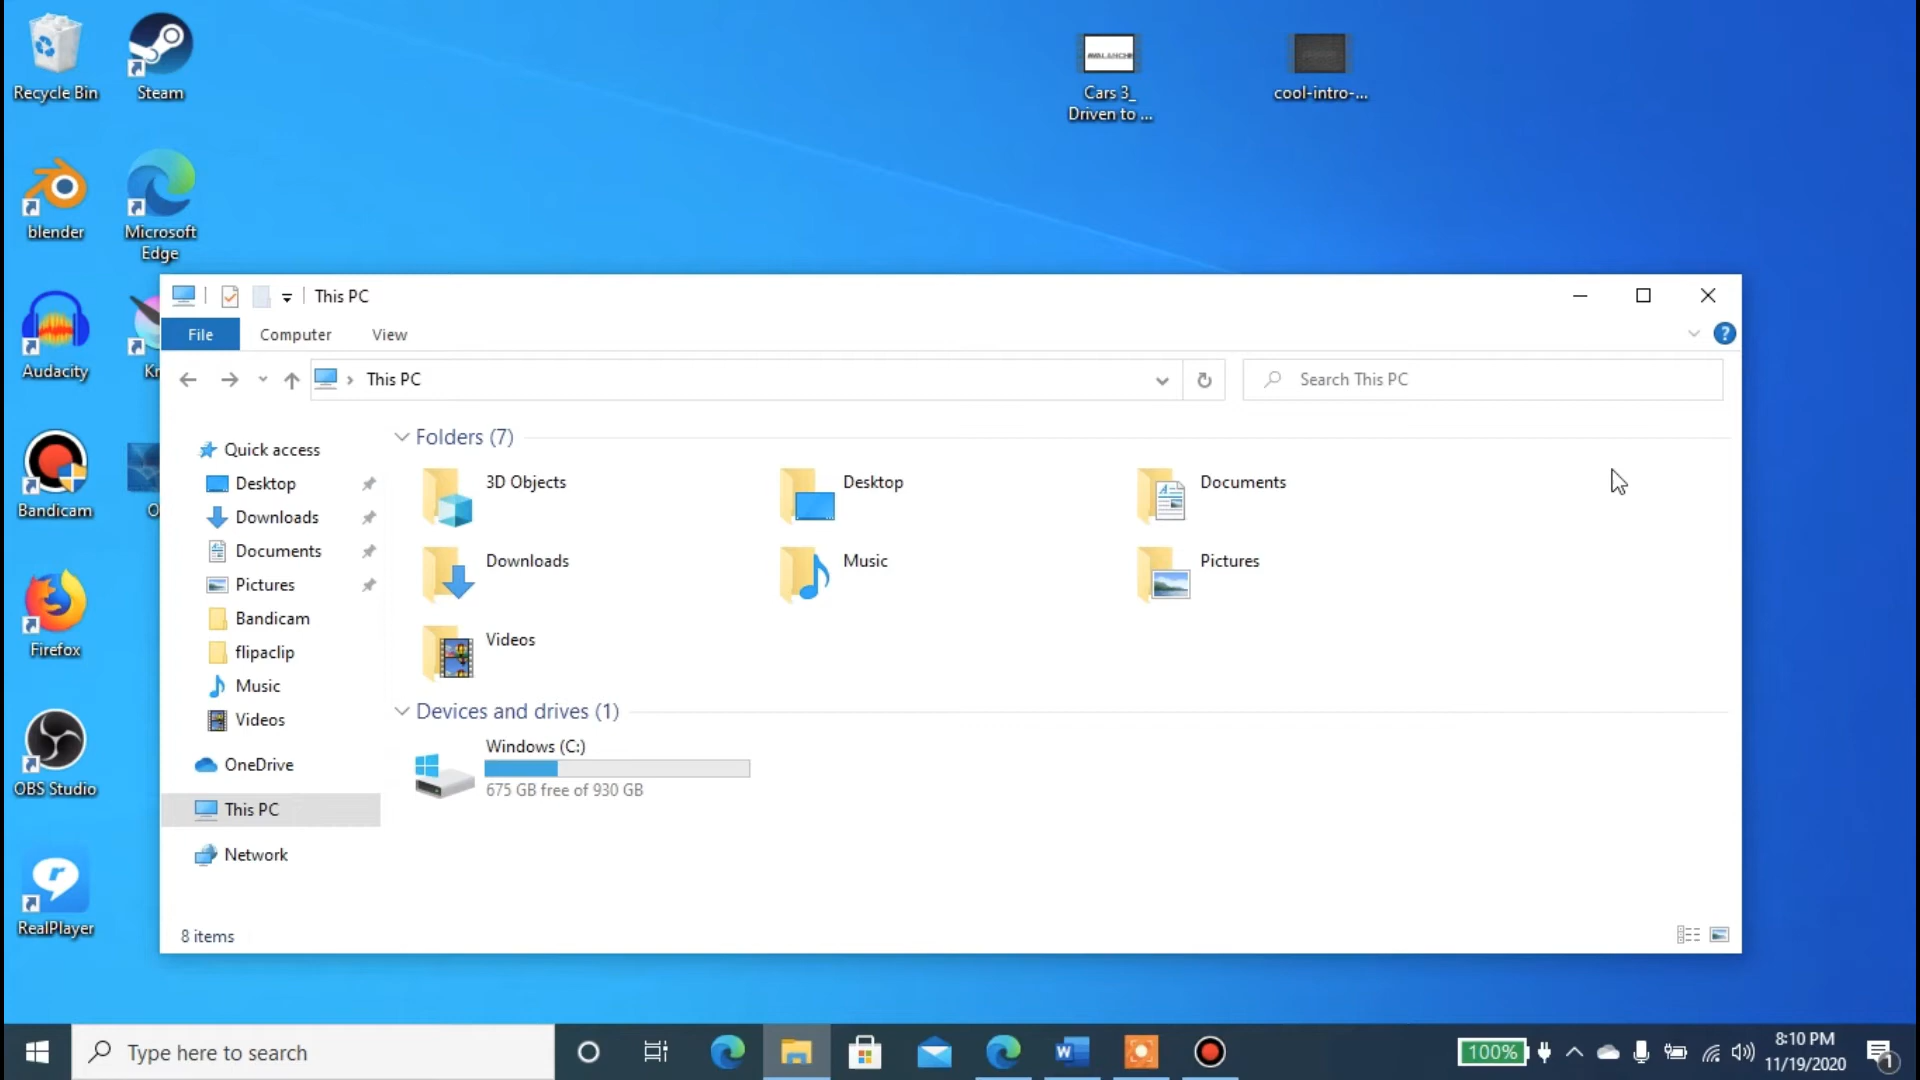 Recycle Bin
Steam
Cars 3_
Driven to ...
cool-intro-...
AVALANCHE
blender
Microsoft
Edge
Audacity
Kr
Bandicam
O
Firefox
OBS Studio
RealPlayer
This PC
File
Computer
View
?
This PC
Search This PC
Quick access
Desktop
Downloads
Documents
Pictures
Bandicam
flipaclip
Music
Videos
OneDrive
This PC
Network
Folders (7)
3D Objects
Desktop
Documents
Downloads
Music
Pictures
Videos
Devices and drives (1)
Windows (C:)
675 GB free of 930 GB
8 items
Type here to search
100%
8:10 PM
11/19/2020
1